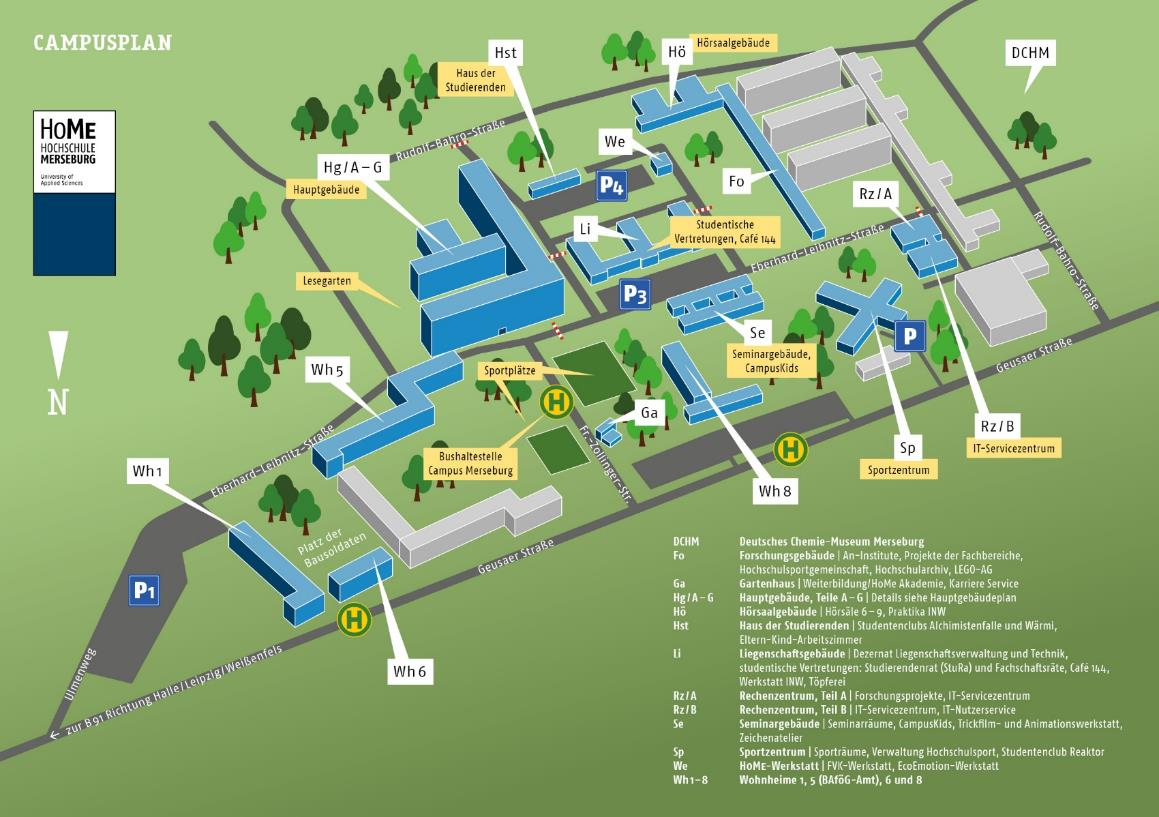 CAMPUSPLAN
HoME
HOCHSCHULE
MERSEBURG
University of
Applied Sciences
N
Hst
Haus der
Studierenden
Hö
Hörsaalgebäude
DCHM
Rudolf-Bahro-Straße
Hg/A–G
Hauptgebäude
We
P4
Fo
Rz/A
Li
Studentische
Vertretungen, Café 144
Eberhard-Leibnitz-Straße
Rudolf-Bahro-Straße
Lesegarten
P3
Se
Seminargebäude,
CampusKids
P
Geusaer Straße
Wh 5
Sportplätze
H
Ga
Fr.-Zollinger-Str.
Bushaltestelle
Campus Merseburg
H
Sp
Sportzentrum
Rz/B
IT-Servicezentrum
Wh 8
Eberhard-Leibnitz-Straße
Wh 1
Platz der
Bausoldaten
Geusaer Straße
P1
H
Wh 6
Ulmenweg
← zur B91 Richtung Halle/Leipzig/Weißenfels
DCHM Deutsches Chemie-Museum Merseburg
Fo Forschungsgebäude | An-Institute, Projekte der Fachbereiche,
Hochschulsportgemeinschaft, Hochschularchiv, LEGO-AG
Ga Gartenhaus | Weiterbildung/HoMe Akademie, Karriere Service
Hg/A–G Hauptgebäude, Teile A–G | Details siehe Hauptgebäudeplan
Hö Hörsaalgebäude | Hörsäle 6–9, Praktika INW
Hst Haus der Studierenden | Studentenclubs Alchimistenfalle und Wärmi,
Eltern-Kind-Arbeitszimmer
Li Liegenschaftsgebäude | Dezernat Liegenschaftsverwaltung und Technik,
studentische Vertretungen: Studierendenrat (StuRa) und Fachschaftsräte, Café 144,
Werkstatt INW, Töpferei
Rz/A Rechenzentrum, Teil A | Forschungsprojekte, IT-Servicezentrum
Rz/B Rechenzentrum, Teil B | IT-Servicezentrum, IT-Nutzerservice
Se Seminargebäude | Seminarräume, CampusKids, Trickfilm- und Animationswerkstatt,
Zeichenatelier
Sp Sportzentrum | Sporträume, Verwaltung Hochschulsport, Studentenclub Reaktor
We HoMe-Werkstatt | FVK-Werkstatt, EcoEmotion-Werkstatt
Wh1–8 Wohnheime 1, 5 (BAföG-Amt), 6 und 8